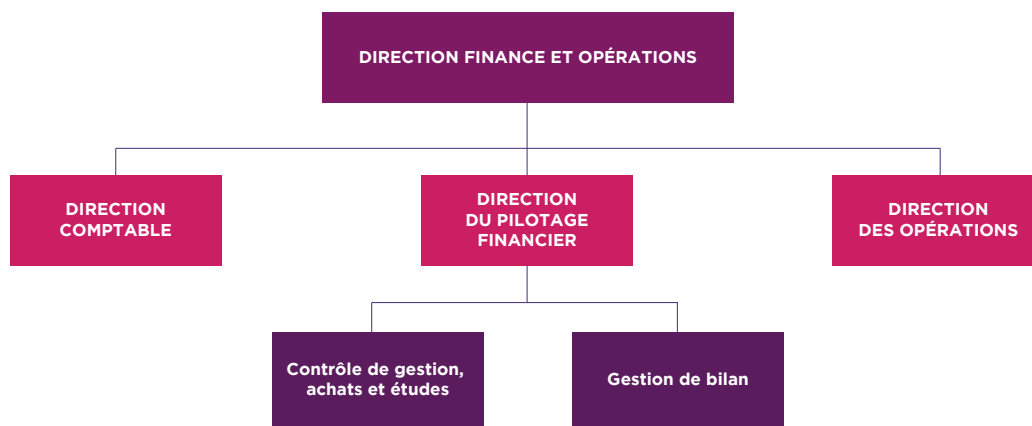 DIRECTION FINANCE ET OPÉRATIONS
DIRECTION
COMPTABLE
DIRECTION
DU PILOTAGE
FINANCIER
DIRECTION
DES OPÉRATIONS
Contrôle de gestion,
achats et études
Gestion de bilan